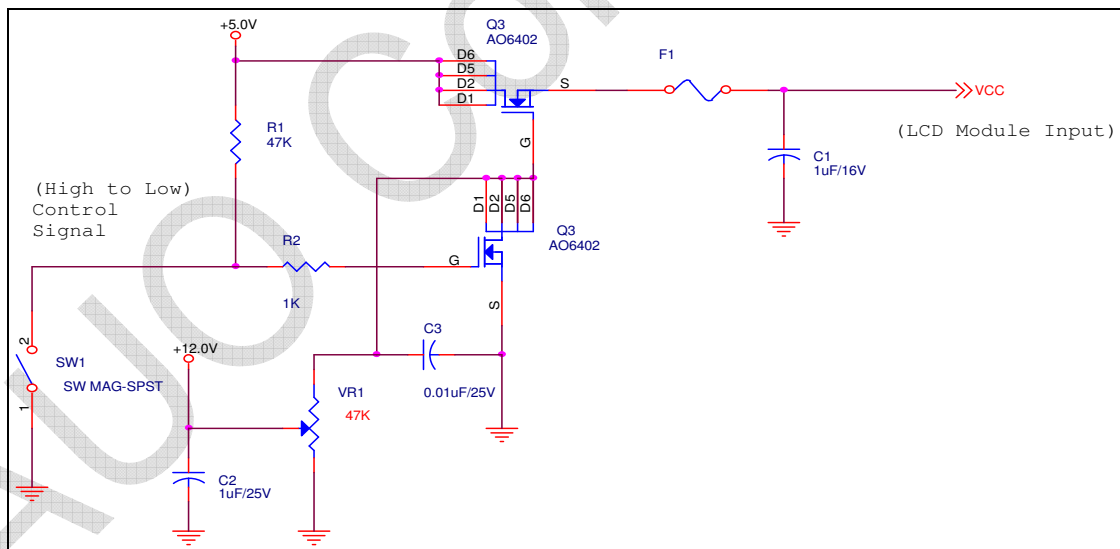 +5.0V
Q3
AO6402
D6
D5
D2
D1
S
G
F1
VCC
(LCD Module Input)
R1
47K
C1
1uF/16V
(High to Low)
Control
Signal
D1
D2
D5
D6
Q3
AO6402
R2
1K
G
S
+12.0V
2
SW1
SW MAG-SPST
1
C3
0.01uF/25V
VR1
47K
C2
1uF/25V
AUO Con